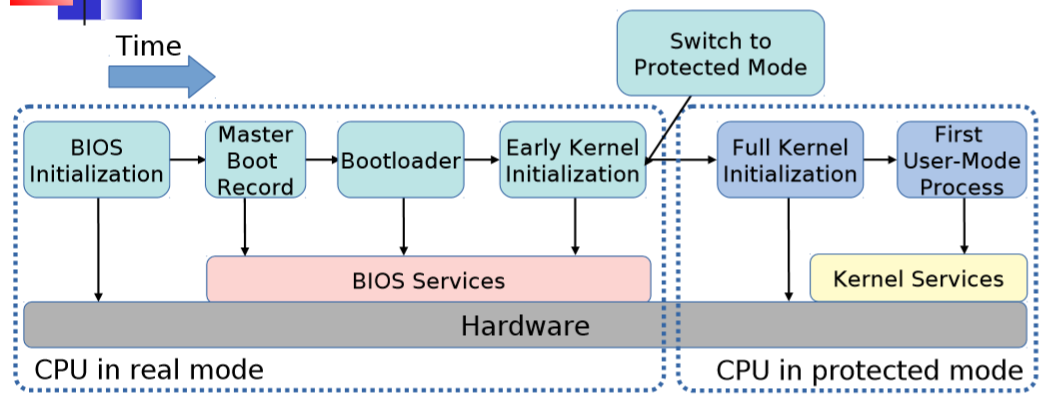 Time
Switch to
Protected Mode
BIOS
Initialization
Master
Boot
Record
Bootloader
Early Kernel
Initialization
Full Kernel
Initialization
First
User-Mode
Process
BIOS Services
Kernel Services
Hardware
CPU in real mode
CPU in protected mode